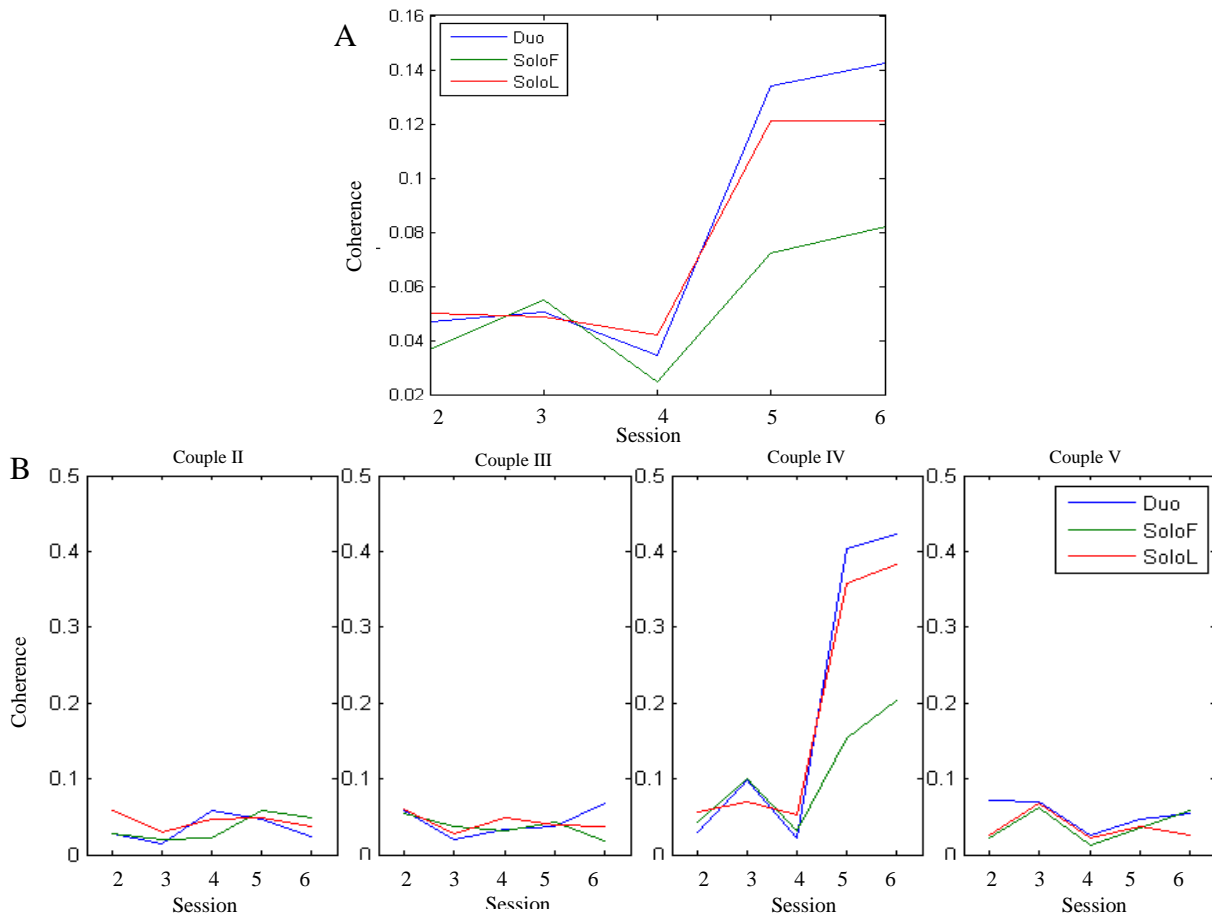 A
0.16
0.14
0.12
0.1
0.08
0.06
0.04
0.02
Coherence
Duo
SoloF
SoloL
2 3 4 5 6
Session
B
Couple II Couple III Couple IV Couple V
0.5 0.5 0.5 0.5
0.4 0.4 0.4 0.4
0.3 0.3 0.3 0.3
0.2 0.2 0.2 0.2
0.1 0.1 0.1 0.1
0 0 0 0
Coherence
Duo
SoloF
SoloL
2 3 4 5 6 2 3 4 5 6 2 3 4 5 6 2 3 4 5 6
Session Session Session Session